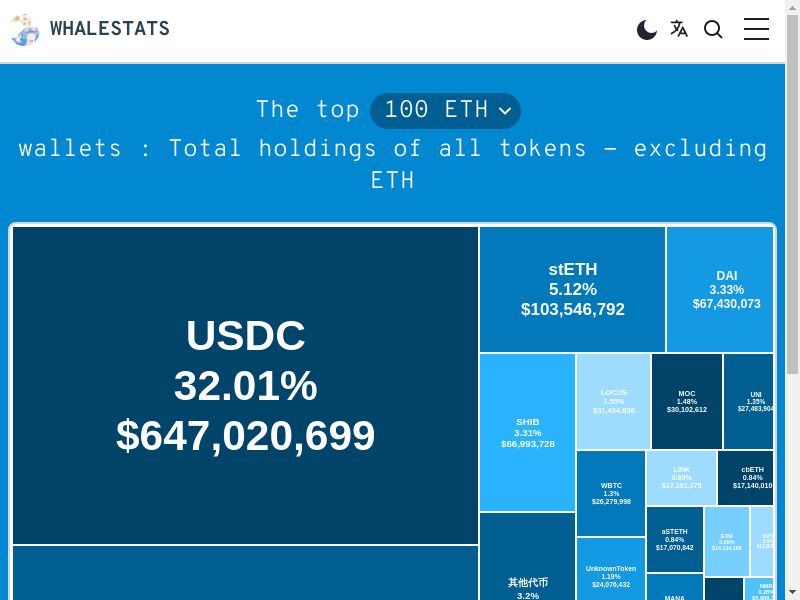 WHALESTATS
The top 100 ETH
wallets : Total holdings of all tokens - excluding
ETH
USDC
32.01%
$647,020,699
stETH
5.12%
$103,546,792
DAI
3.33%
$67,430,073
SHIB
3.31%
$66,993,728
LOCUS
1.55%
$31,434,836
MOC
1.48%
$30,102,612
UNI
1.35%
$27,483,904
WBTC
1.3%
$26,279,998
LINK
0.85%
$17,261,375
cbETH
0.84%
$17,140,010
aSTETH
0.84%
$17,070,842
UnknownToken
1.19%
$24,076,432
其他代币
3.2%
MANA
NMR
0.28%